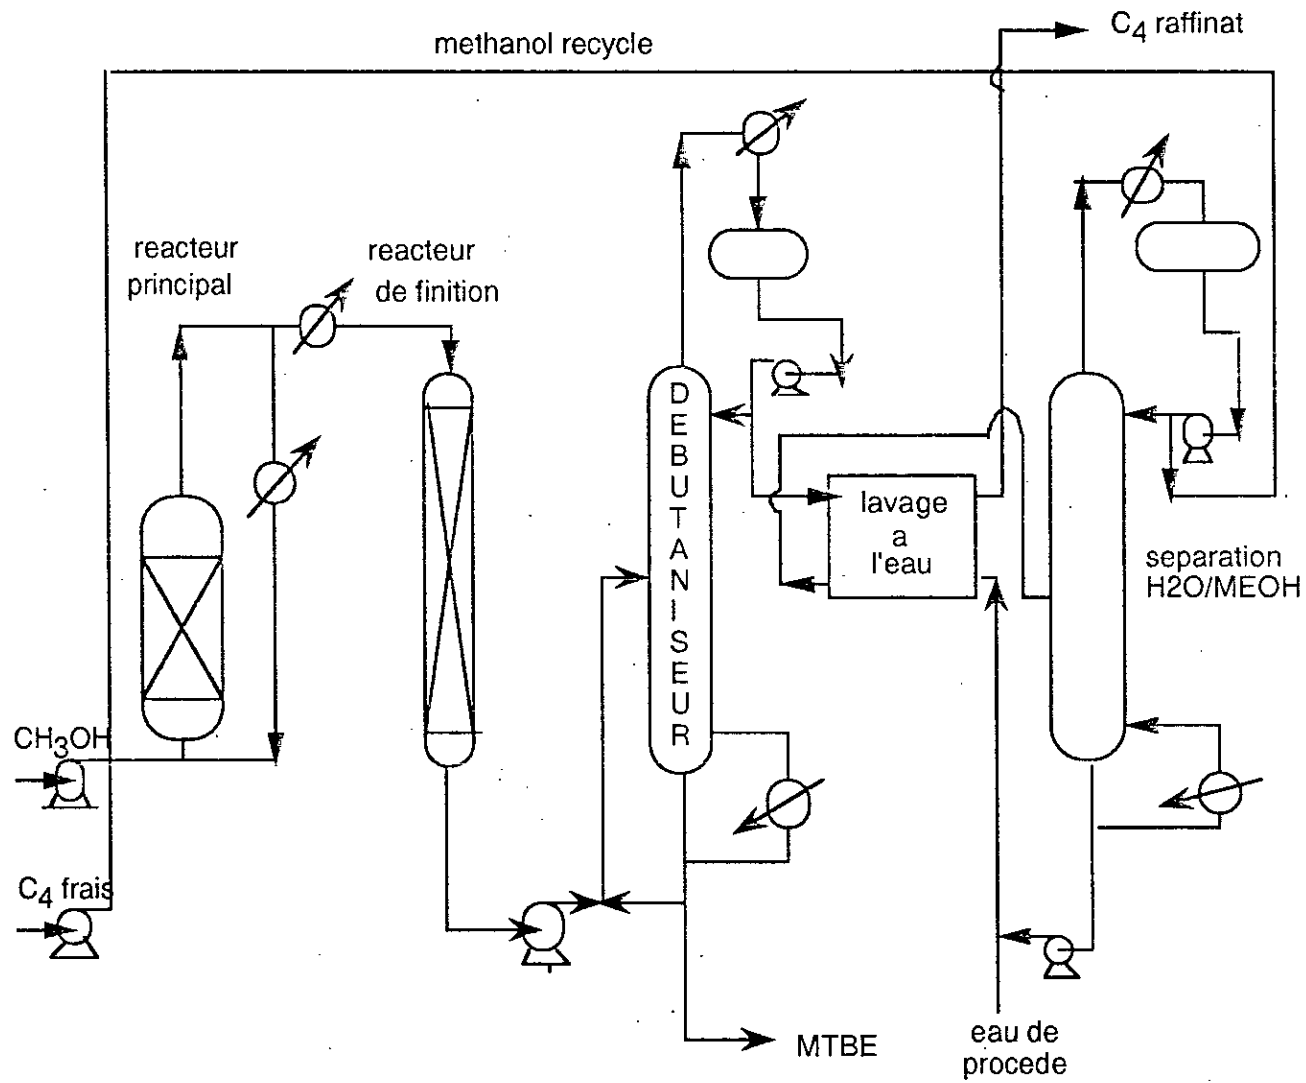 C4 raffinat
methanol recycle
reacteur
principal
reacteur
de finition
DEBUTANISEUR
lavage
a
l'eau
separation
H2O/MEOH
CH3OH
C4 frais
MTBE
eau de
procede